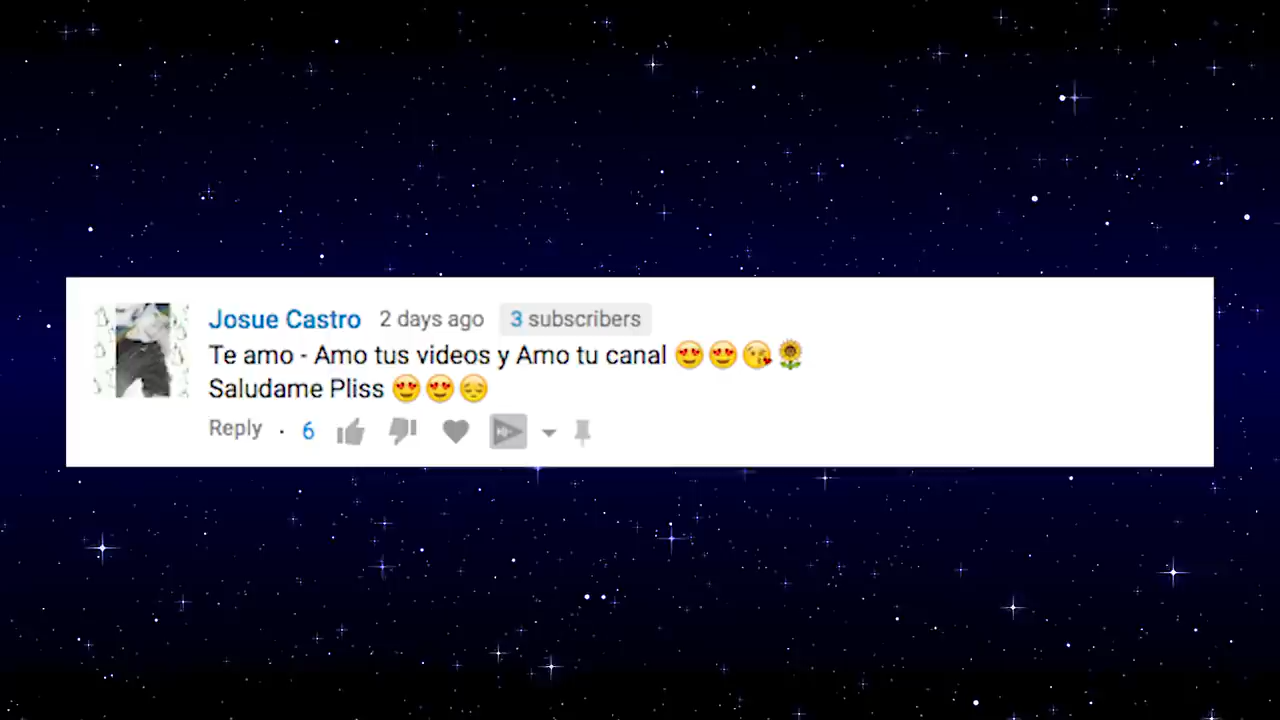 Josue Castro 2 days ago 3 subscribers
Te amo - Amo tus videos y Amo tu canal 😍😍😘🌻
Saludame Pliss 😍😍😔
Reply · 6